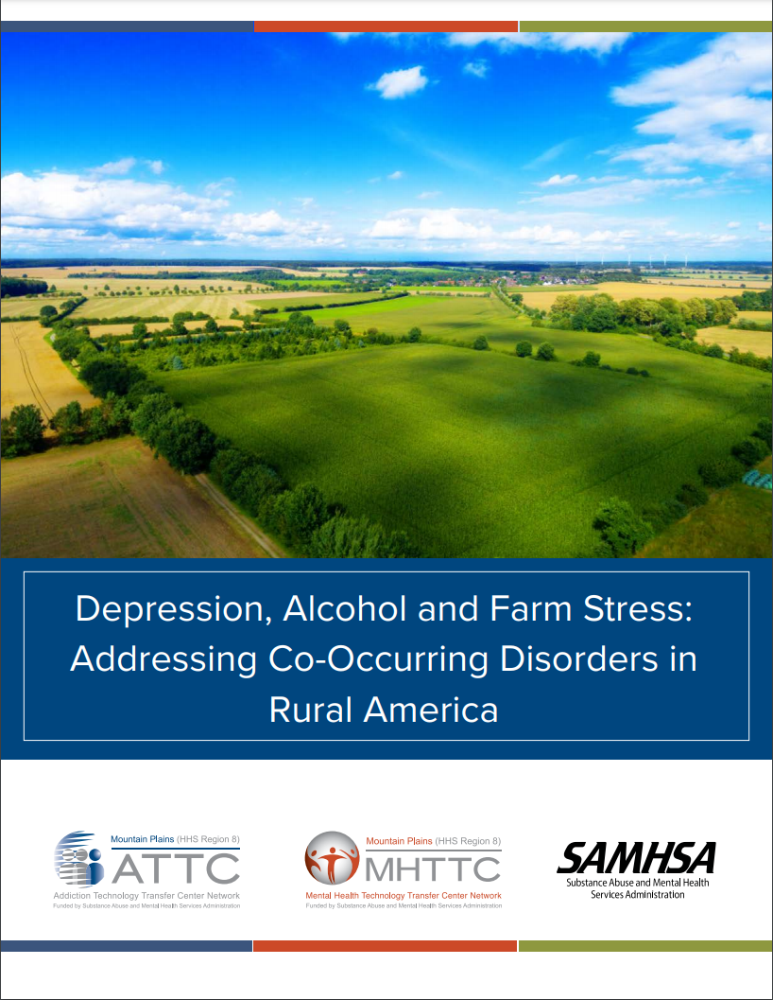 Depression, Alcohol and Farm Stress:
Addressing Co-Occurring Disorders in
Rural America
Mountain Plains (HHS Region 8)
ATTC
Addiction Technology Transfer Center Network
Funded by Substance Abuse and Mental Health Services Administration
Mountain Plains (HHS Region 8)
MHTTC
Mental Health Technology Transfer Center Network
Funded by Substance Abuse and Mental Health Services Administration
SAMHSA
Substance Abuse and Mental Health
Services Administration